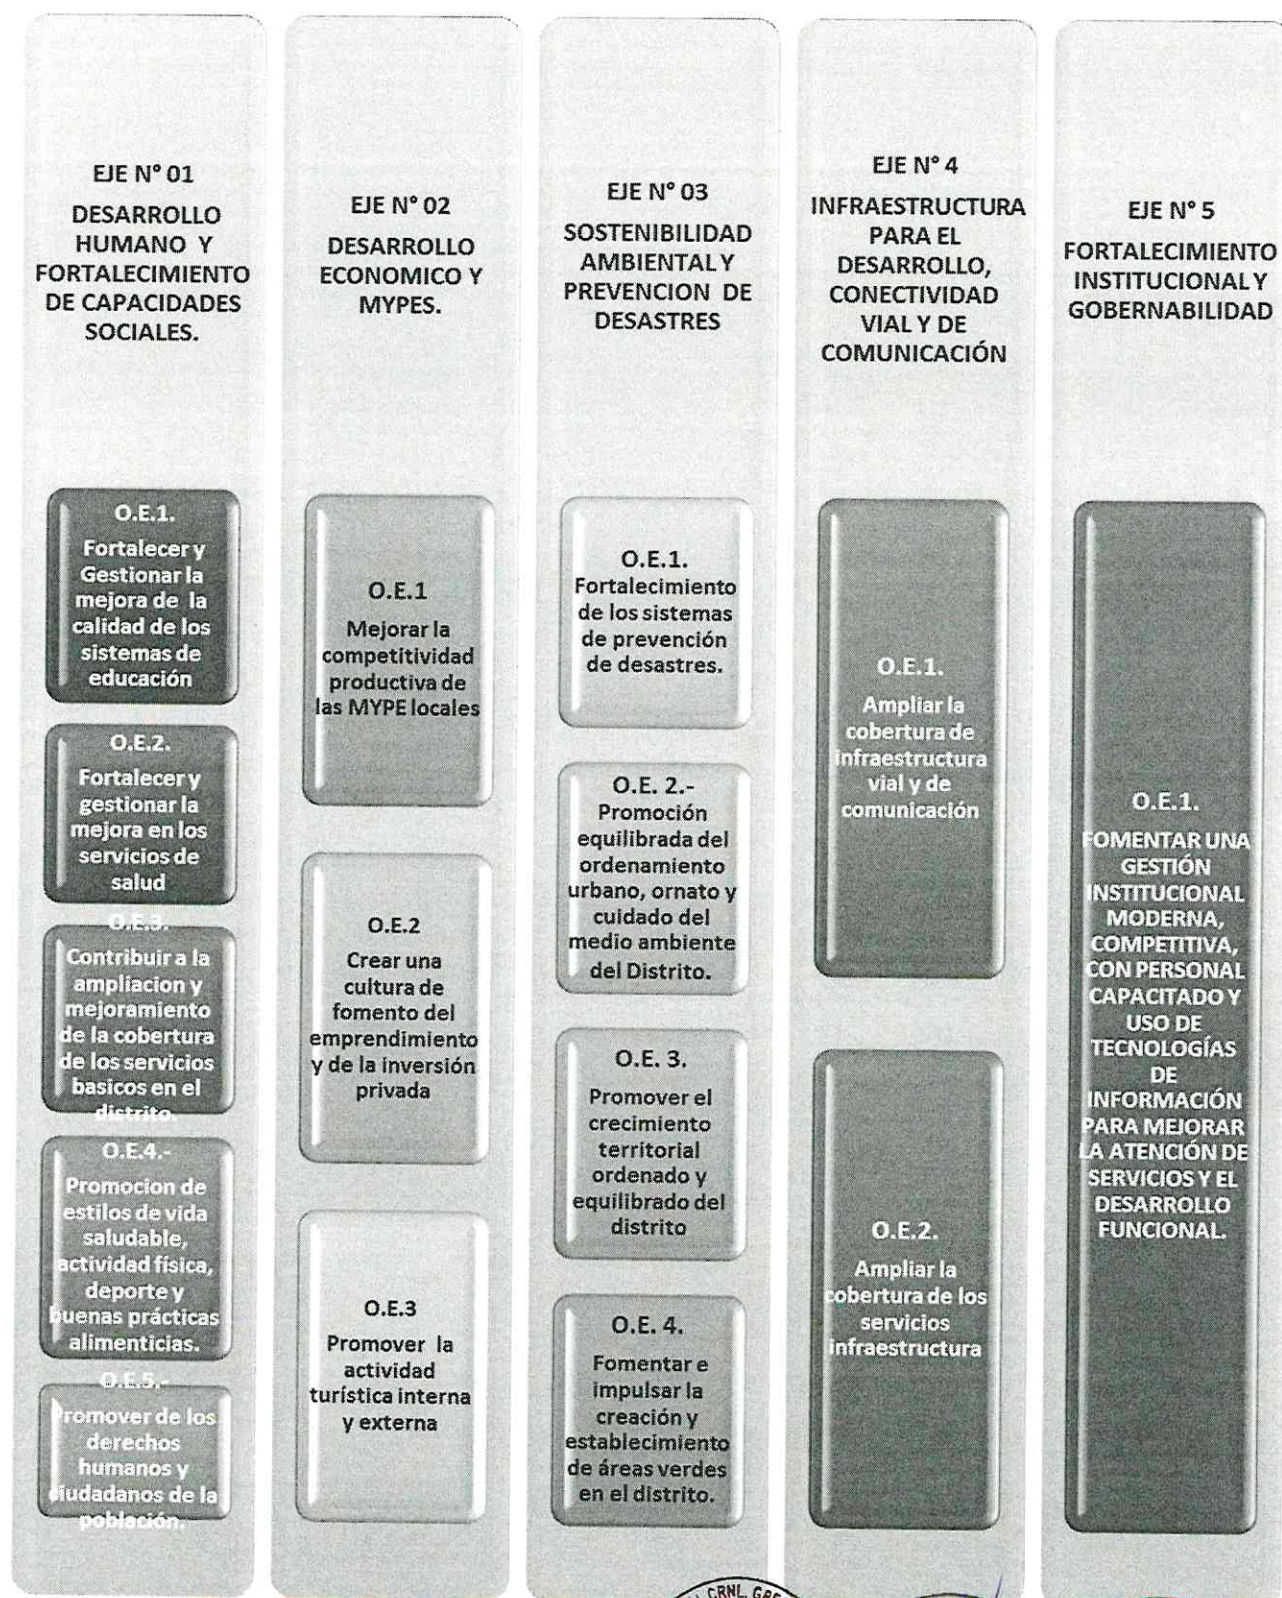 EJE N° 01
DESARROLLO
HUMANO Y
FORTALECIMIENTO
DE CAPACIDADES
SOCIALES.
O.E.1.
Fortalecer y
Gestionar la
mejora de la
calidad de los
sistemas de
educación
O.E.2.
Fortalecer y
gestionar la
mejora en los
servicios de
salud
O.E.3.
Contribuir a la
ampliacion y
mejoramiento
de la cobertura
de los servicios
basicos en el
distrito.
O.E.4.-
Promocion de
estilos de vida
saludable,
actividad física,
deporte y
buenas prácticas
alimenticias.
O.E.5.-
Promover de los
derechos
humanos y
ciudadanos de la
población.
EJE N° 02
DESARROLLO
ECONOMICO Y
MYPES.
O.E.1
Mejorar la
competitividad
productiva de
las MYPE locales
O.E.2
Crear una
cultura de
fomento del
emprendimiento
y de la inversión
privada
O.E.3
Promover la
actividad
turística interna
y externa
EJE N° 03
SOSTENIBILIDAD
AMBIENTAL Y
PREVENCION DE
DESASTRES
O.E.1.
Fortalecimiento
de los sistemas
de prevención
de desastres.
O.E. 2.-
Promoción
equilibrada del
ordenamiento
urbano, ornato y
cuidado del
medio ambiente
del Distrito.
O.E. 3.
Promover el
crecimiento
territorial
ordenado y
equilibrado del
distrito
O.E. 4.
Fomentar e
impulsar la
creación y
establecimiento
de áreas verdes
en el distrito.
EJE N° 4
INFRAESTRUCTURA
PARA EL
DESARROLLO,
CONECTIVIDAD
VIAL Y DE
COMUNICACIÓN
O.E.1.
Ampliar la
cobertura de
infraestructura
vial y de
comunicación
O.E.2.
Ampliar la
cobertura de los
servicios
infraestructura
EJE N° 5
FORTALECIMIENTO
INSTITUCIONAL Y
GOBERNABILIDAD
O.E.1.
FOMENTAR UNA
GESTIÓN
INSTITUCIONAL
MODERNA,
COMPETITIVA,
CON PERSONAL
CAPACITADO Y
USO DE
TECNOLOGÍAS
DE
INFORMACIÓN
PARA MEJORAR
LA ATENCIÓN DE
SERVICIOS Y EL
DESARROLLO
FUNCIONAL.
CRNL.